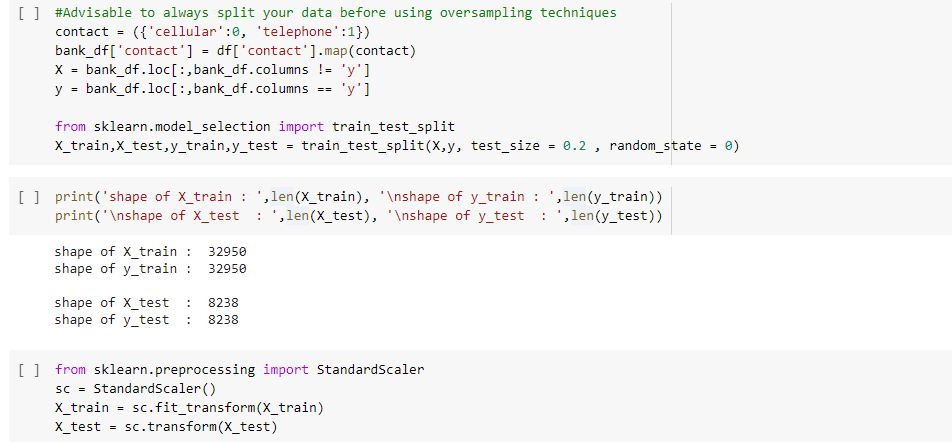 [ ] #Advisable to always split your data before using oversampling techniques
contact = ({'cellular':0, 'telephone':1})
bank_df['contact'] = df['contact'].map(contact)
X = bank_df.loc[:,bank_df.columns != 'y']
y = bank_df.loc[:,bank_df.columns == 'y']
from sklearn.model_selection import train_test_split
X_train,X_test,y_train,y_test = train_test_split(X,y, test_size = 0.2 , random_state = 0)
[ ] print('shape of X_train : ',len(X_train), '\nshape of y_train : ',len(y_train))
print('\nshape of X_test  : ',len(X_test), '\nshape of y_test  : ',len(y_test))
shape of X_train :  32950
shape of y_train :  32950
shape of X_test  :  8238
shape of y_test  :  8238
[ ] from sklearn.preprocessing import StandardScaler
sc = StandardScaler()
X_train = sc.fit_transform(X_train)
X_test = sc.transform(X_test)